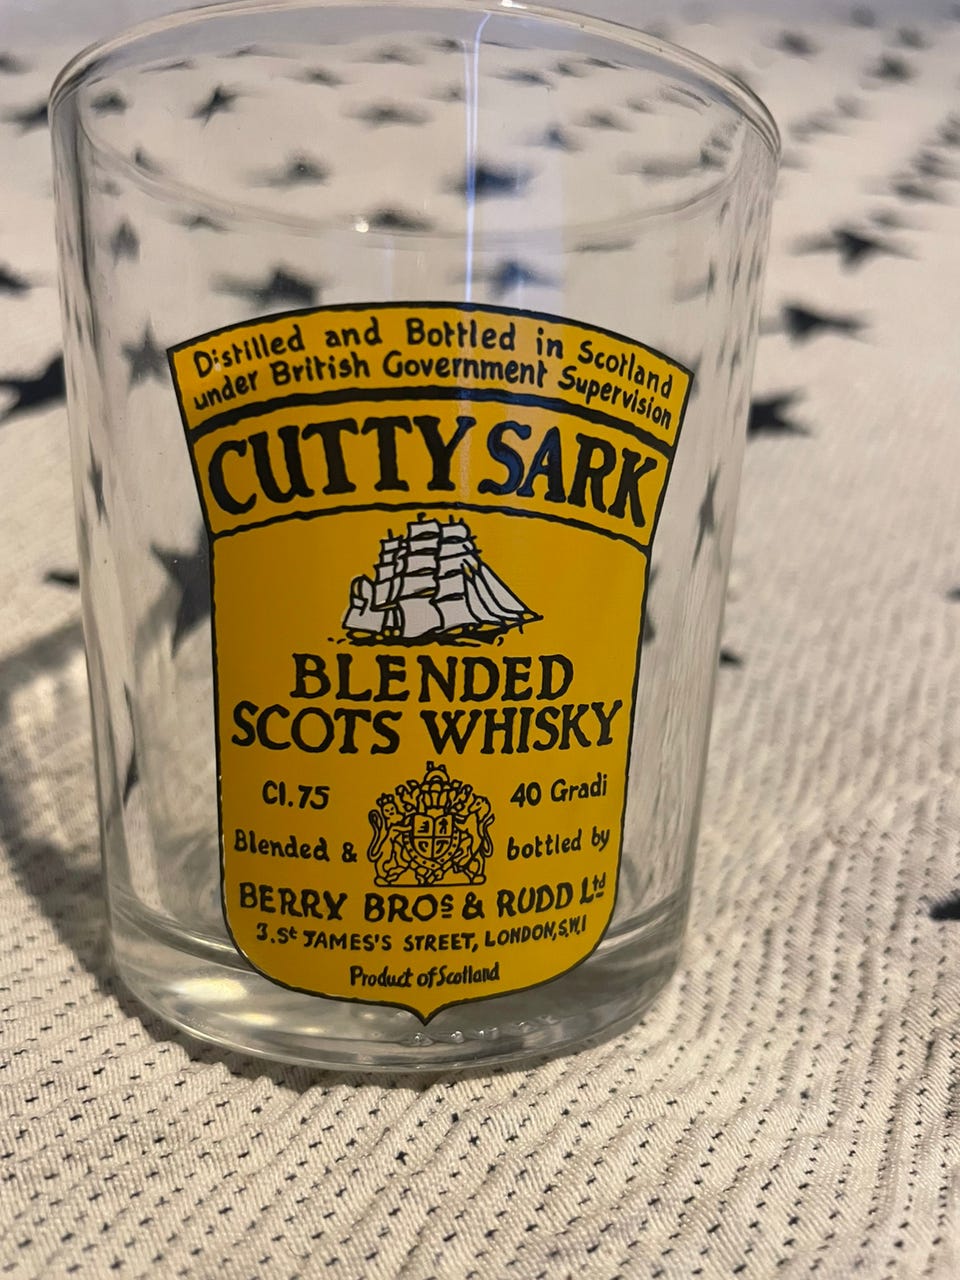 Distilled and Bottled in Scotland
under British Government Supervision
CUTTY SARK
BLENDED
SCOTS WHISKY
Cl.75 40 Gradi
Blended & bottled by
BERRY BROS & RUDD Ltd
3.St JAMES'S STREET, LONDON,S.W.1
Product of Scotland